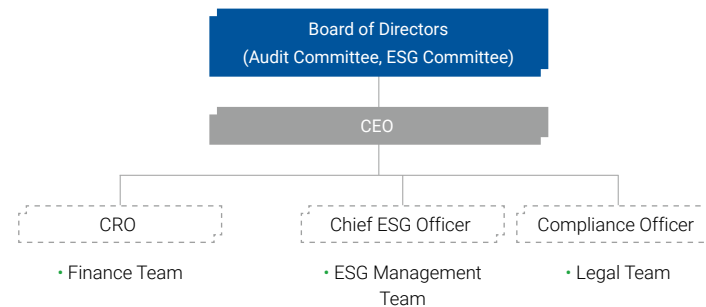 Board of Directors
(Audit Committee, ESG Committee)
CEO
CRO
Chief ESG Officer
Compliance Officer
• Finance Team
• ESG Management
Team
• Legal Team